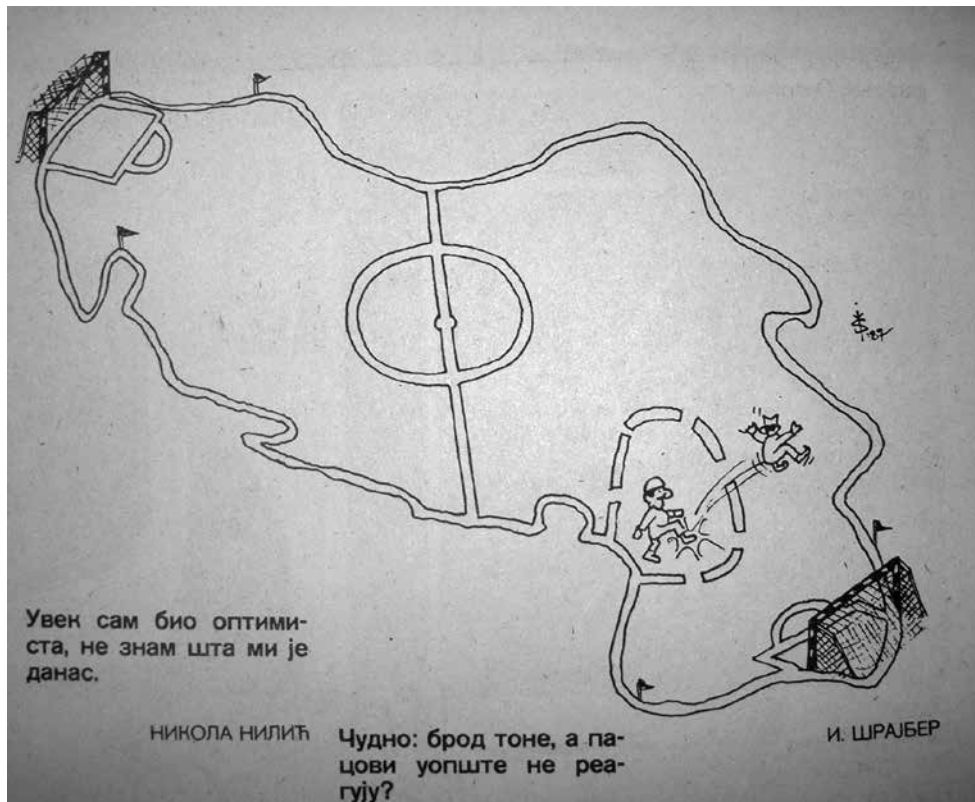 Увек сам био оптими-
ста, не знам шта ми је
данас.
НИКОЛА НИЛИЋ
Чудно: брод тоне, а па-
цови уопште не реа-
гују?
И. ШРАЈБЕР